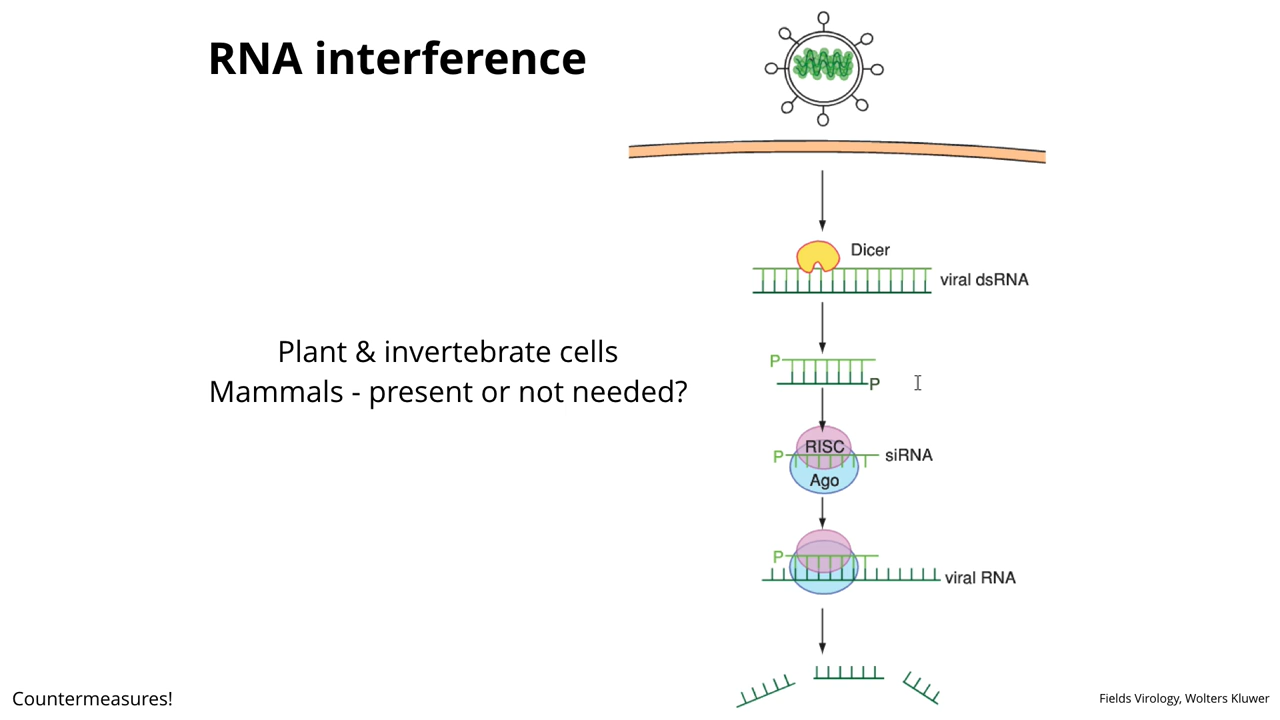 RNA interference
Plant & invertebrate cells
Mammals - present or not needed?
Dicer
viral dsRNA
P
P
RISC
P
siRNA
Ago
P
viral RNA
Countermeasures!
Fields Virology, Wolters Kluwer